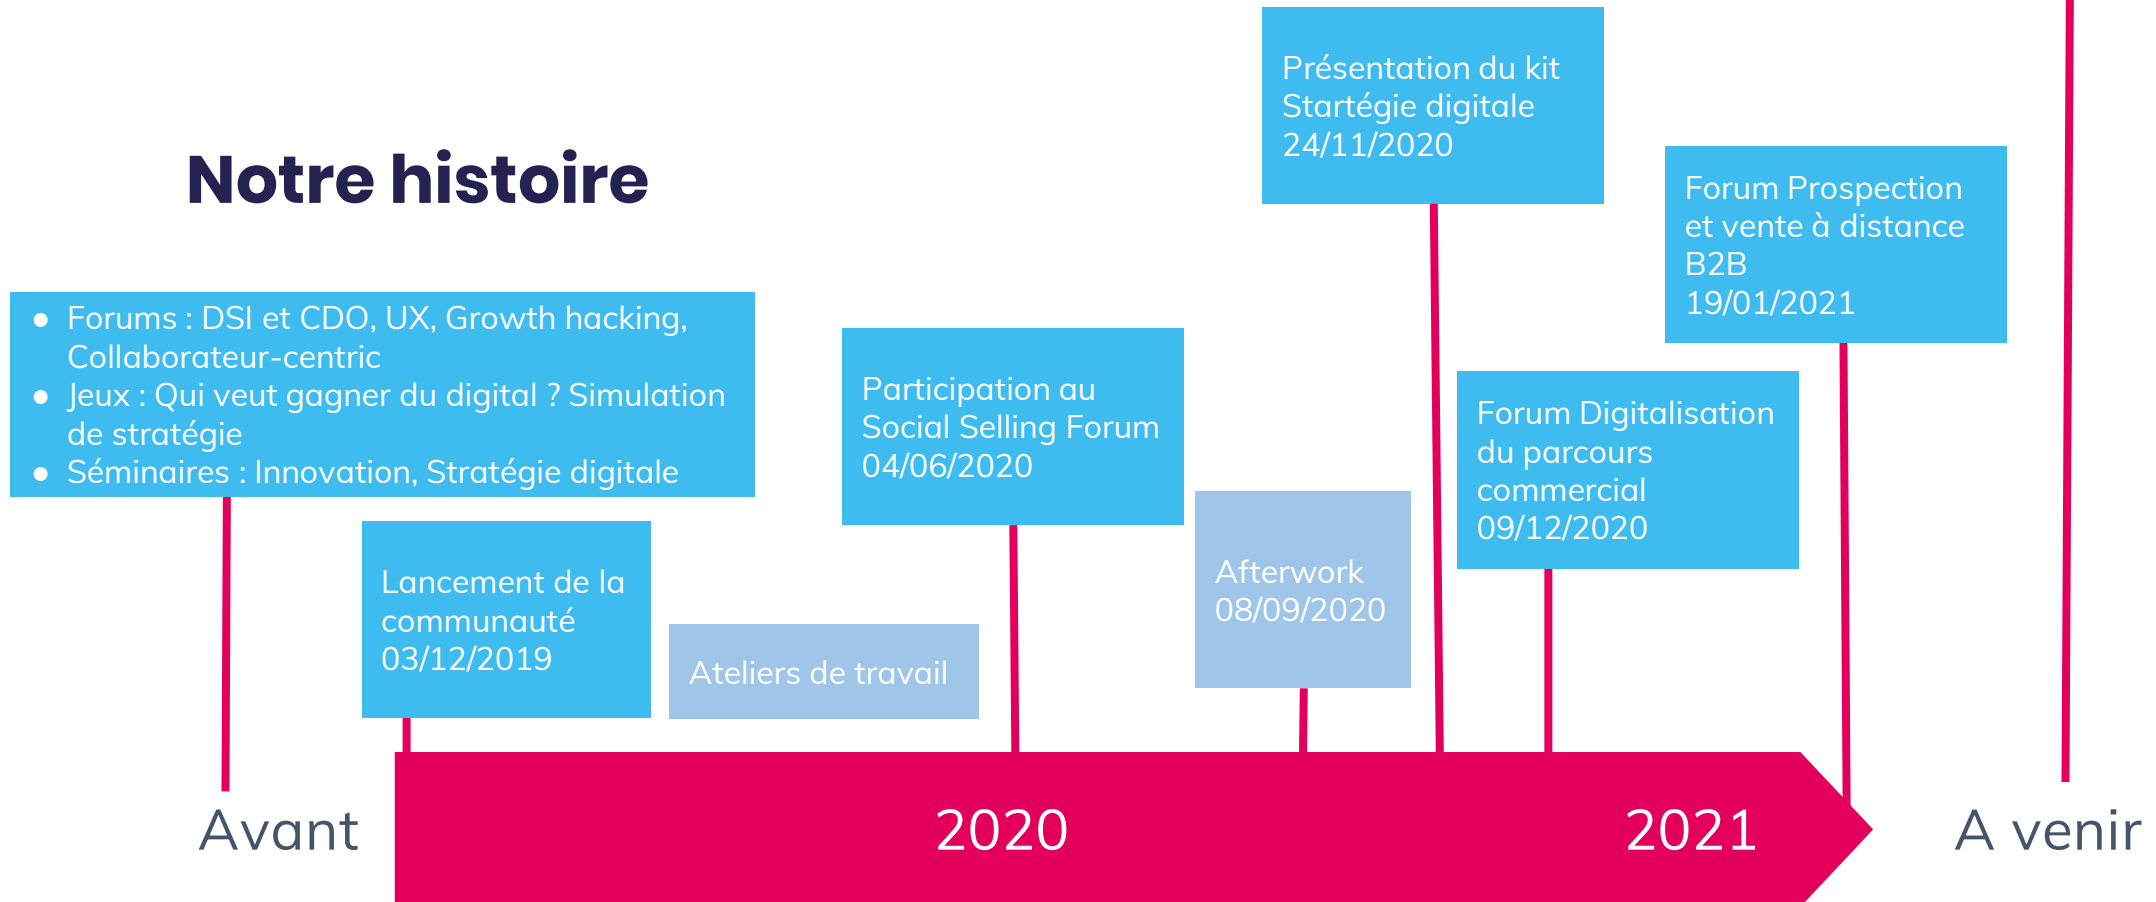 Notre histoire
● Forums : DSI et CDO, UX, Growth hacking,
Collaborateur-centric
● Jeux : Qui veut gagner du digital ? Simulation
de stratégie
● Séminaires : Innovation, Stratégie digitale
Lancement de la
communauté
03/12/2019
Ateliers de travail
Participation au
Social Selling Forum
04/06/2020
Afterwork
08/09/2020
Présentation du kit
Startégie digitale
24/11/2020
Forum Digitalisation
du parcours
commercial
09/12/2020
Forum Prospection
et vente à distance
B2B
19/01/2021
Avant
2020
2021
A venir